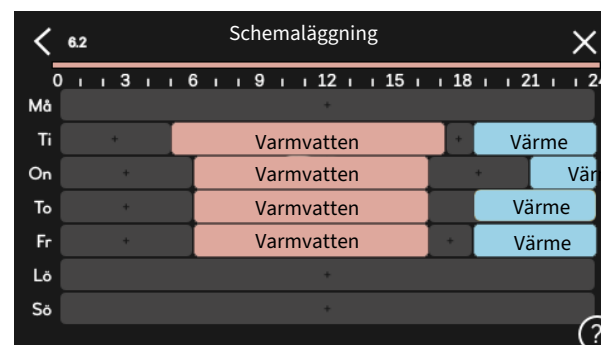 6.2 Schemaläggning
0 3 6 9 12 15 18 21 24
Må +
Ti + Varmvatten + Värme
On + Varmvatten + Vär
To + Varmvatten Värme
Fr + Varmvatten + Värme
Lö +
Sö +
?